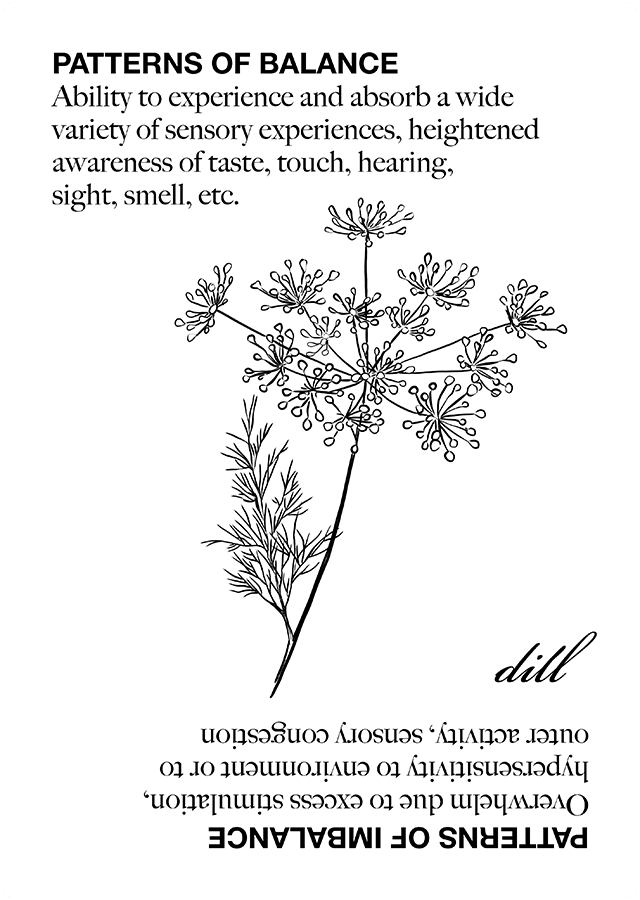 PATTERNS OF BALANCE
Ability to experience and absorb a wide
variety of sensory experiences, heightened
awareness of taste, touch, hearing,
sight, smell, etc.
dill
PATTERNS OF IMBALANCE
Overwhelm due to excess stimulation,
hypersensitivity to environment or to
outer activity, sensory congestion